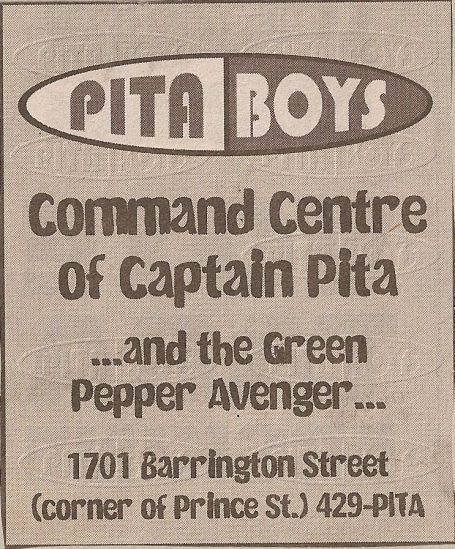 PITA BOYS
Command Centre
of Captain Pita
...and the Green
Pepper Avenger...
1701 Barrington Street
(corner of Prince St.) 429-PITA